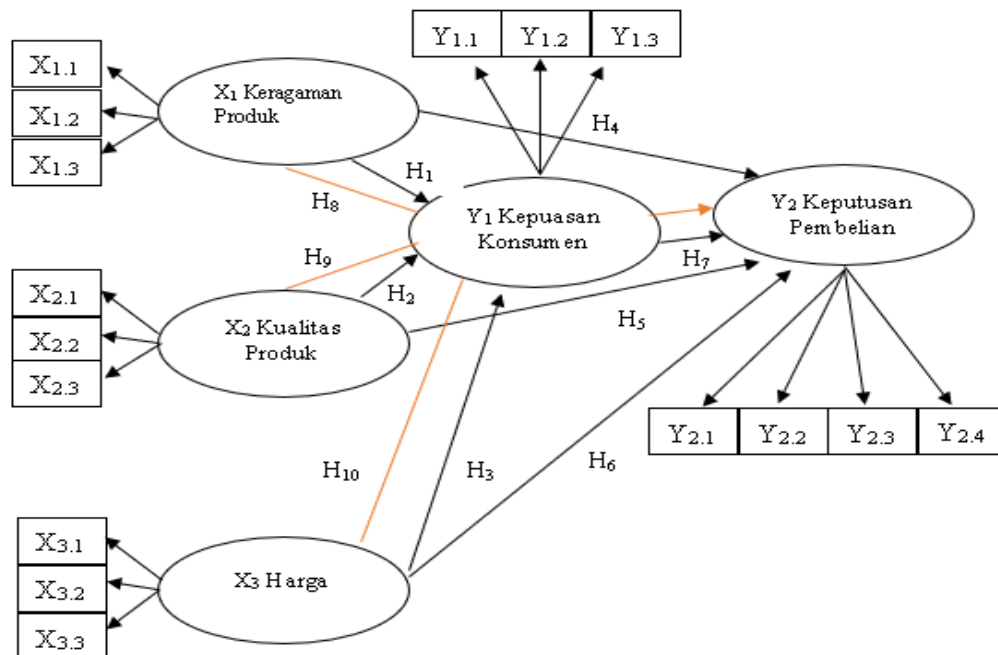 Y1.1 Y1.2 Y1.3
X1.1
X1.2
X1.3
X1 Keragaman
Produk
H4
H1
H8
Y1 Kepuasan
Konsumen
Y2 Keputusan
Pembelian
H9
H7
H2
X2.1
X2.2
X2.3
X2 Kualitas
Produk
H5
Y2.1 Y2.2 Y2.3 Y2.4
H10
H3
H6
X3.1
X3.2
X3.3
X3 Harga